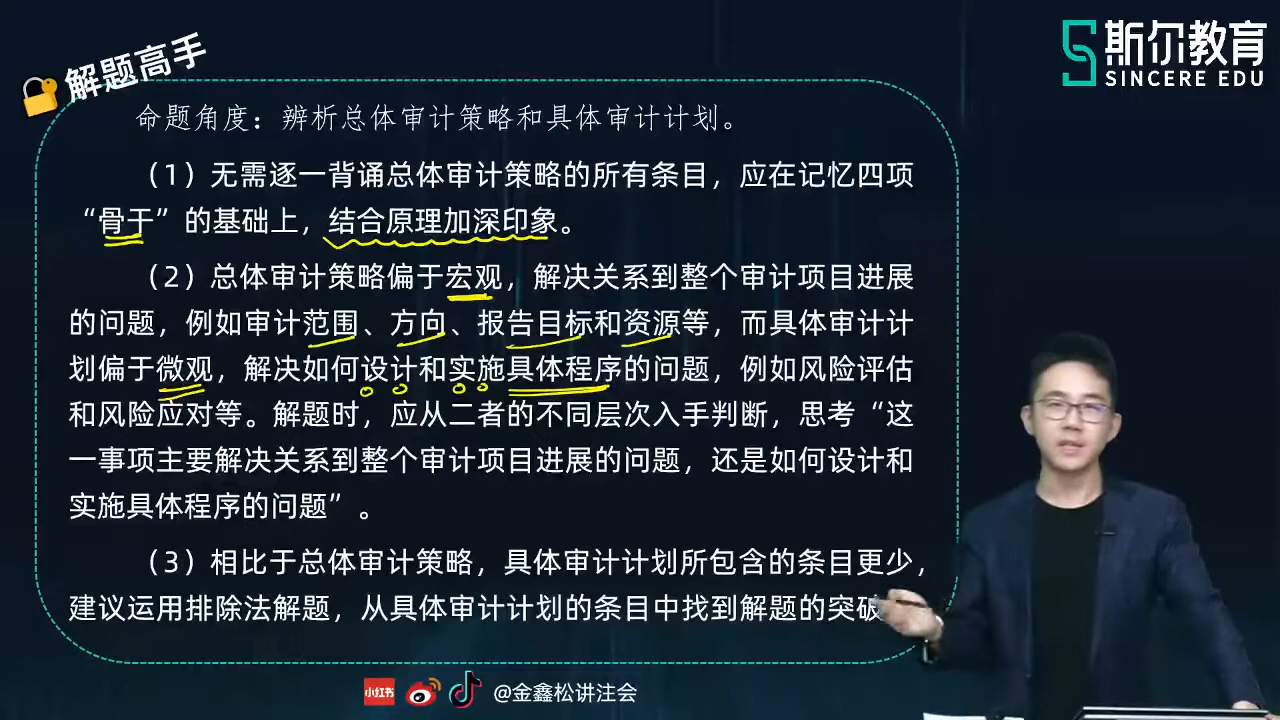 斯尔教育
SINCERE EDU
解题高手
命题角度：辨析总体审计策略和具体审计计划。
（1）无需逐一背诵总体审计策略的所有条目，应在记忆四项
“骨干”的基础上，结合原理加深印象。
（2）总体审计策略偏于宏观，解决关系到整个审计项目进展
的问题，例如审计范围、方向、报告目标和资源等，而具体审计计
划偏于微观，解决如何设计和实施具体程序的问题，例如风险评估
和风险应对等。解题时，应从二者的不同层次入手判断，思考“这
一事项主要解决关系到整个审计项目进展的问题，还是如何设计和
实施具体程序的问题”。
（3）相比于总体审计策略，具体审计计划所包含的条目更少，
建议运用排除法解题，从具体审计计划的条目中找到解题的突破
小红书 @金鑫松讲注会